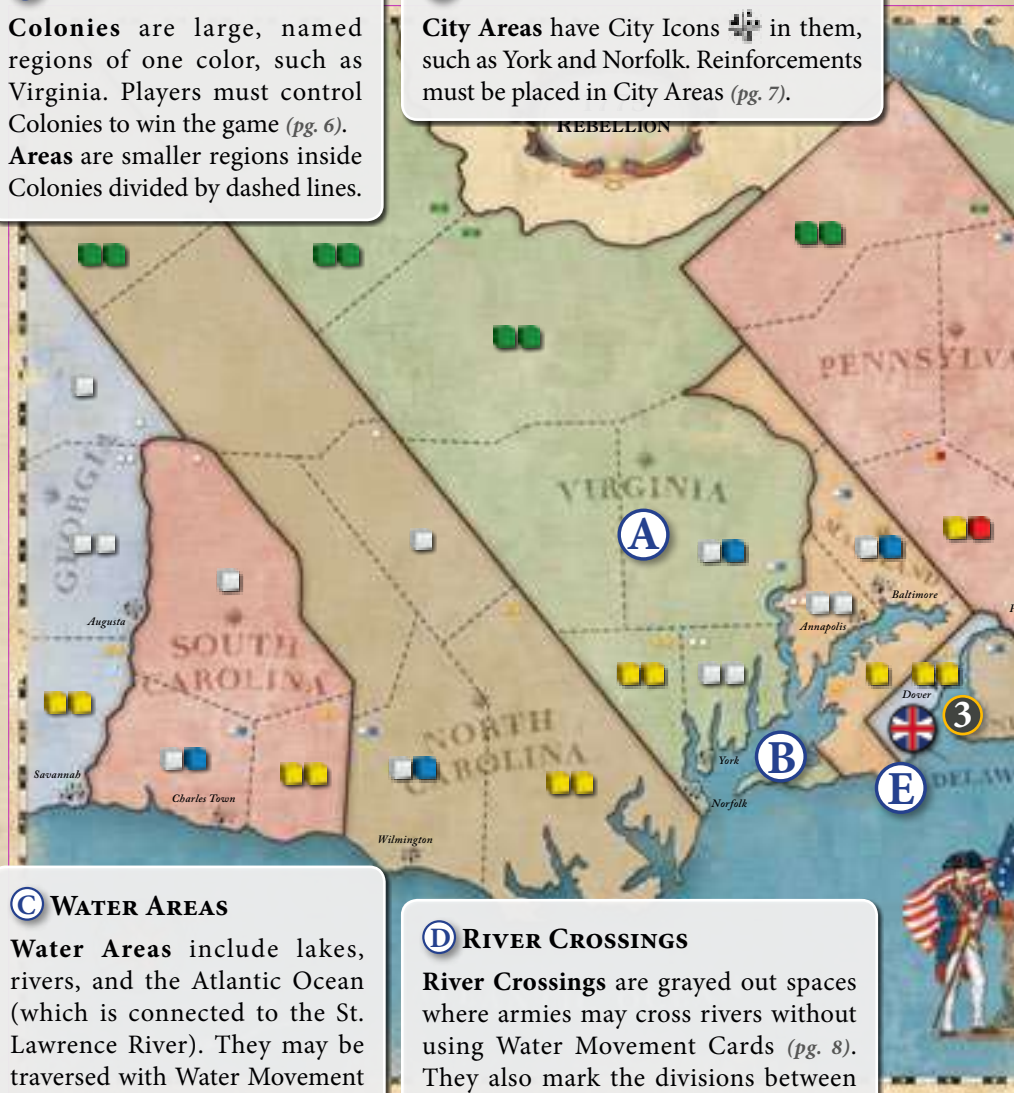 Colonies are large, named
regions of one color, such as
Virginia. Players must control
Colonies to win the game (pg. 6).
Areas are smaller regions inside
Colonies divided by dashed lines.
City Areas have City Icons in them,
such as York and Norfolk. Reinforcements
must be placed in City Areas (pg. 7).
REBELLION
PENNSYLVA
VIRGINIA
A
GEORGIA
MARYLAND
Baltimore
Augusta
Annapolis
SOUTH
CAROLINA
Dover
3
NORTH
CAROLINA
York
B
E
DELAW
Savannah
Charles Town
Norfolk
Wilmington
C WATER AREAS
Water Areas include lakes,
rivers, and the Atlantic Ocean
(which is connected to the St.
Lawrence River). They may be
traversed with Water Movement
D RIVER CROSSINGS
River Crossings are grayed out spaces
where armies may cross rivers without
using Water Movement Cards (pg. 8).
They also mark the divisions between